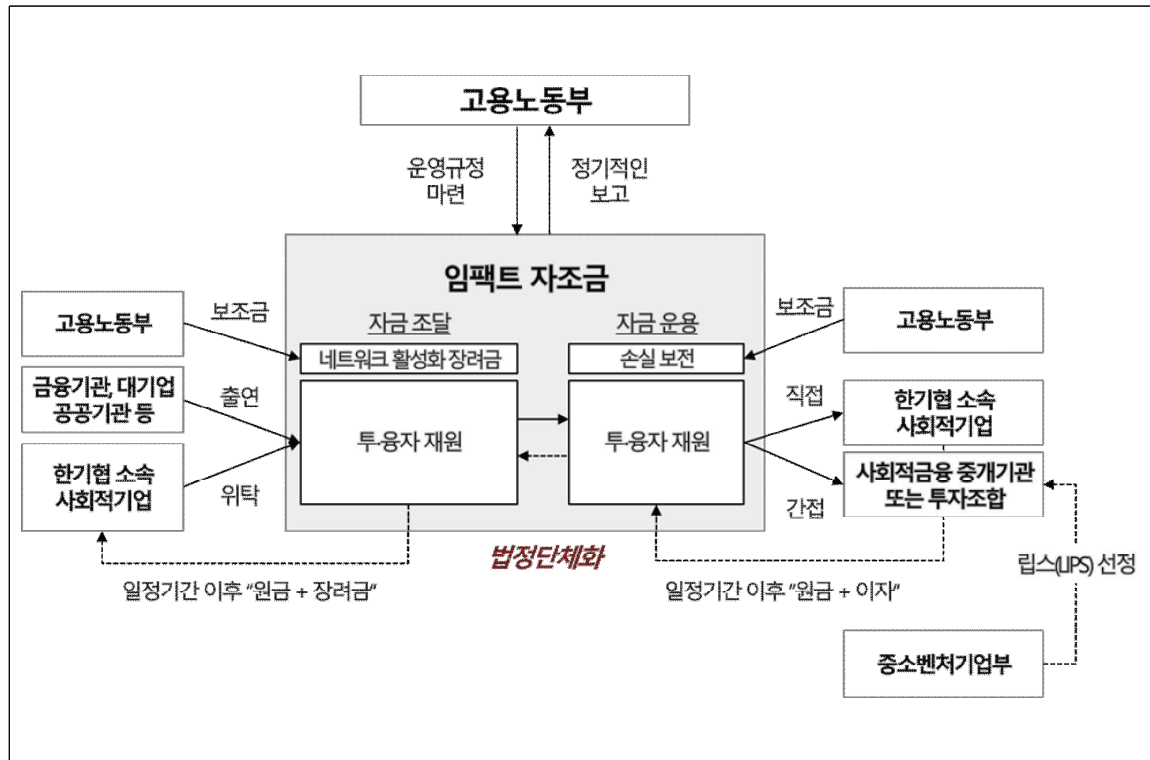 고용노동부
운영규정
마련
정기적인
보고
임팩트 자조금
자금 조달
자금 운용
보조금
고용노동부
네트워크 활성화 장려금
손실 보전
보조금
고용노동부
금융기관, 대기업
공공기관 등
출연
투·융자 재원
투·융자 재원
직접
한기협 소속
사회적기업
한기협 소속
사회적기업
위탁
간접
사회적금융 중개기관
또는 투자조합
법정단체화
일정기간 이후 "원금 + 장려금"
일정기간 이후 "원금 + 이자"
립스(LIPS) 선정
중소벤처기업부